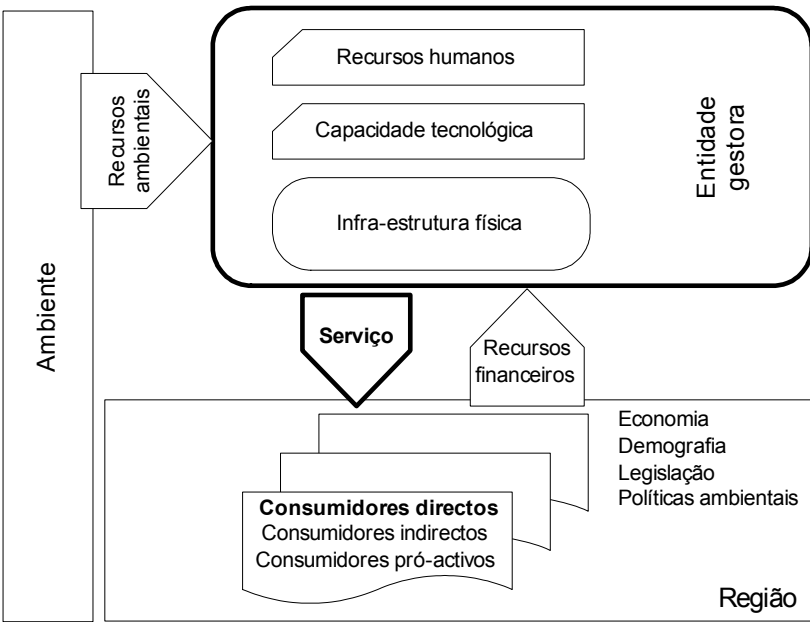 Ambiente
Recursos
ambientais
Recursos humanos
Capacidade tecnológica
Infra-estrutura física
Entidade
gestora
Serviço
Recursos
financeiros
Economia
Demografia
Legislação
Políticas ambientais
Consumidores directos
Consumidores indirectos
Consumidores pró-activos
Região